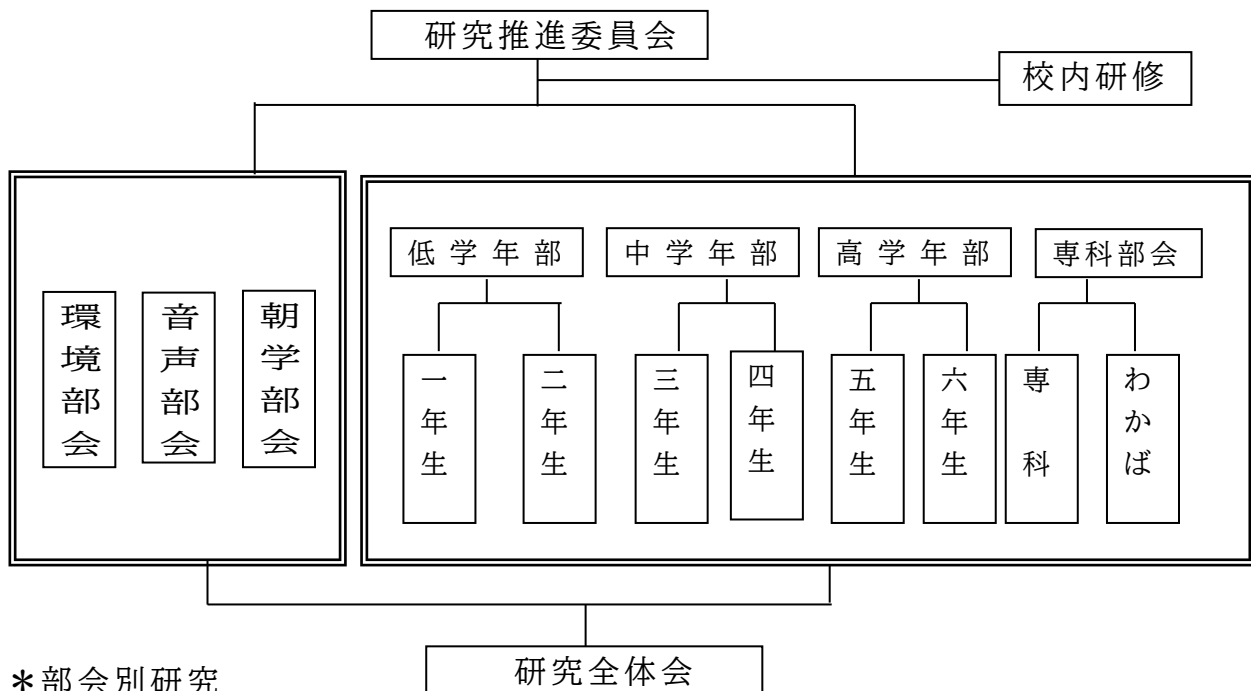 研究推進委員会
校内研修
低学年部
中学年部
高学年部
専科部会
環境部会
音声部会
朝学部会
一年生
二年生
三年生
四年生
五年生
六年生
専科
わかば
研究全体会
＊部会別研究